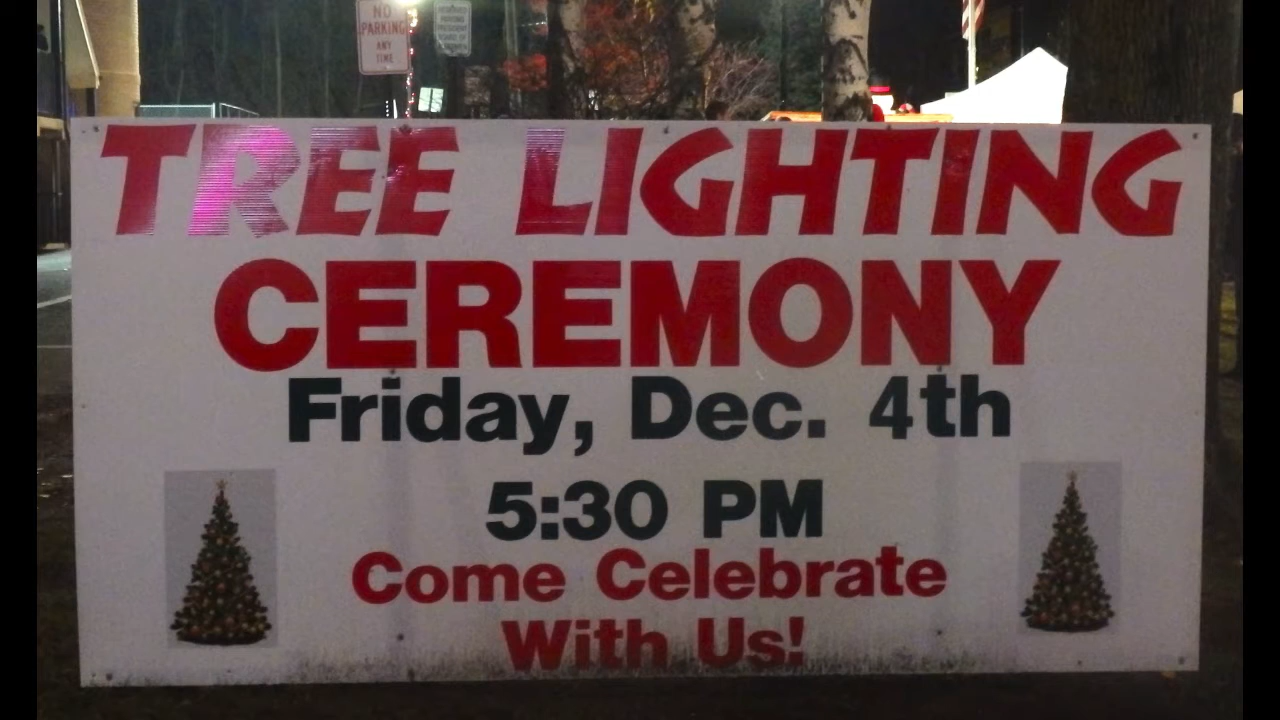 NO
PARKING
ANY
TIME
TREE LIGHTING
CEREMONY
Friday, Dec. 4th
5:30 PM
Come Celebrate
With Us!